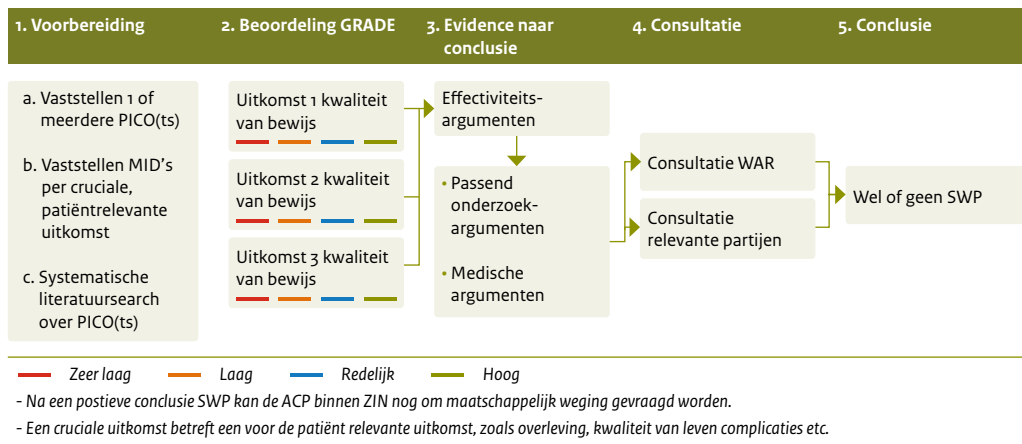 1. Voorbereiding
2. Beoordeling GRADE
3. Evidence naar
conclusie
4. Consultatie
5. Conclusie
a. Vaststellen 1 of
meerdere PICO(ts)
b. Vaststellen MID's
per cruciale,
patiëntrelevante
uitkomst
c. Systematische
literatuursearch
over PICO(ts)
Uitkomst 1 kwaliteit
van bewijs
Uitkomst 2 kwaliteit
van bewijs
Uitkomst 3 kwaliteit
van bewijs
Effectiviteits-
argumenten
• Passend
onderzoek-
argumenten
• Medische
argumenten
Consultatie WAR
Consultatie
relevante partijen
Wel of geen SWP
Zeer laag
Laag
Redelijk
Hoog
- Na een postieve conclusie SWP kan de ACP binnen ZIN nog om maatschappelijk weging gevraagd worden.
- Een cruciale uitkomst betreft een voor de patiënt relevante uitkomst, zoals overleving, kwaliteit van leven complicaties etc.